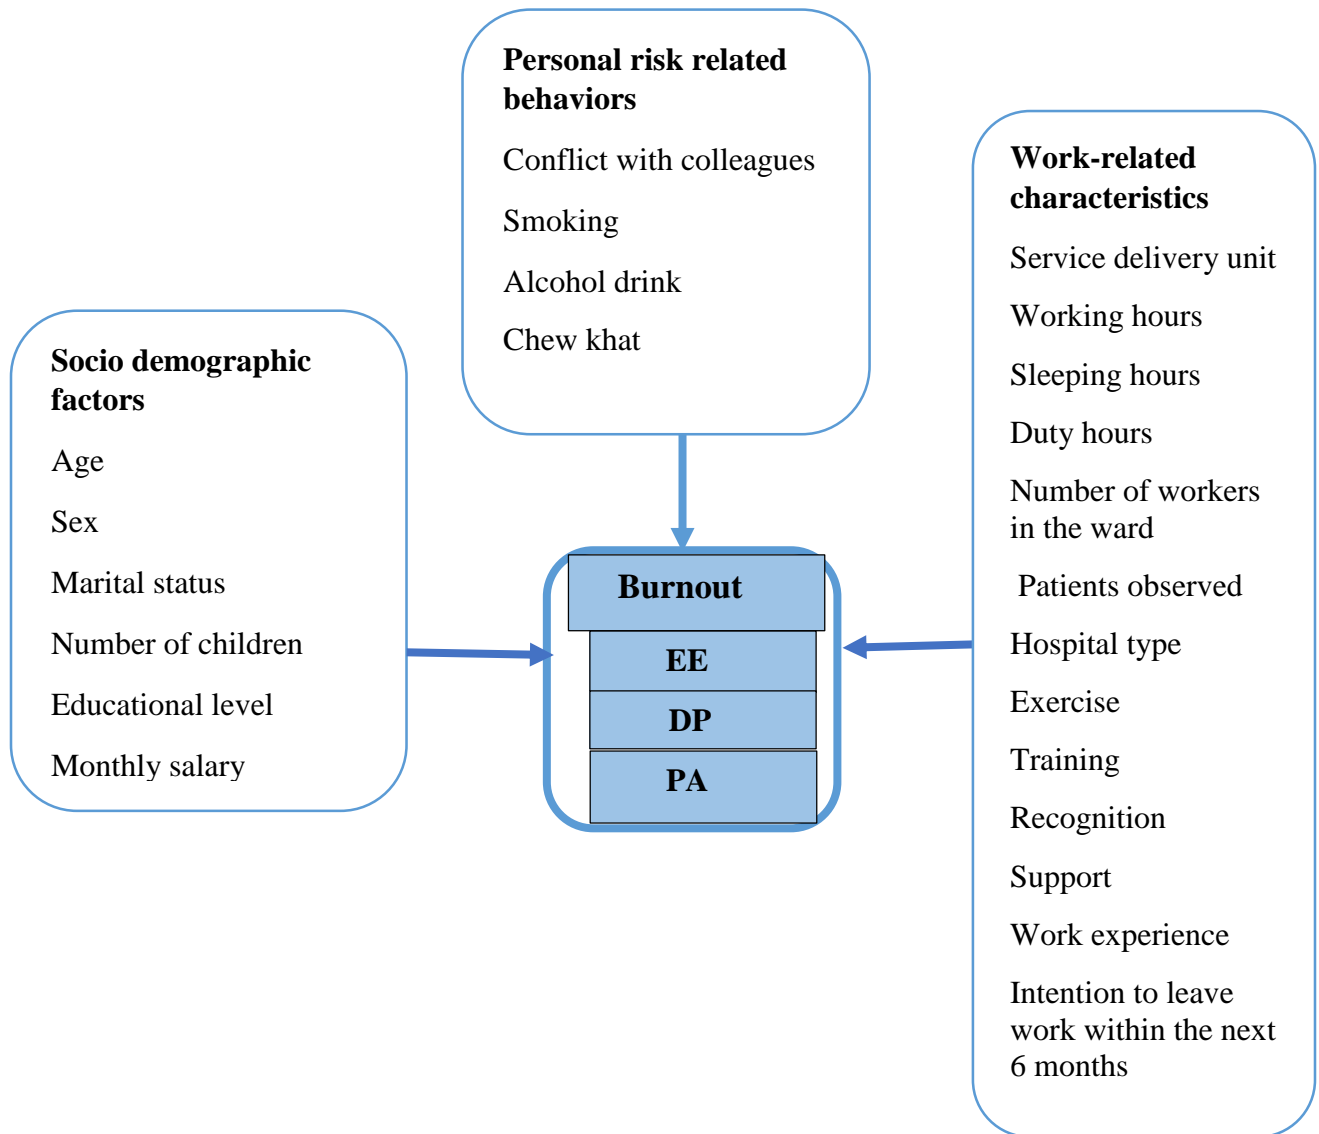 Personal risk related
behaviors
Conflict with colleagues
Smoking
Alcohol drink
Chew khat
Socio demographic
factors
Age
Sex
Marital status
Number of children
Educational level
Monthly salary
Burnout
EE
DP
PA
Work-related
characteristics
Service delivery unit
Working hours
Sleeping hours
Duty hours
Number of workers
in the ward
Patients observed
Hospital type
Exercise
Training
Recognition
Support
Work experience
Intention to leave
work within the next
6 months